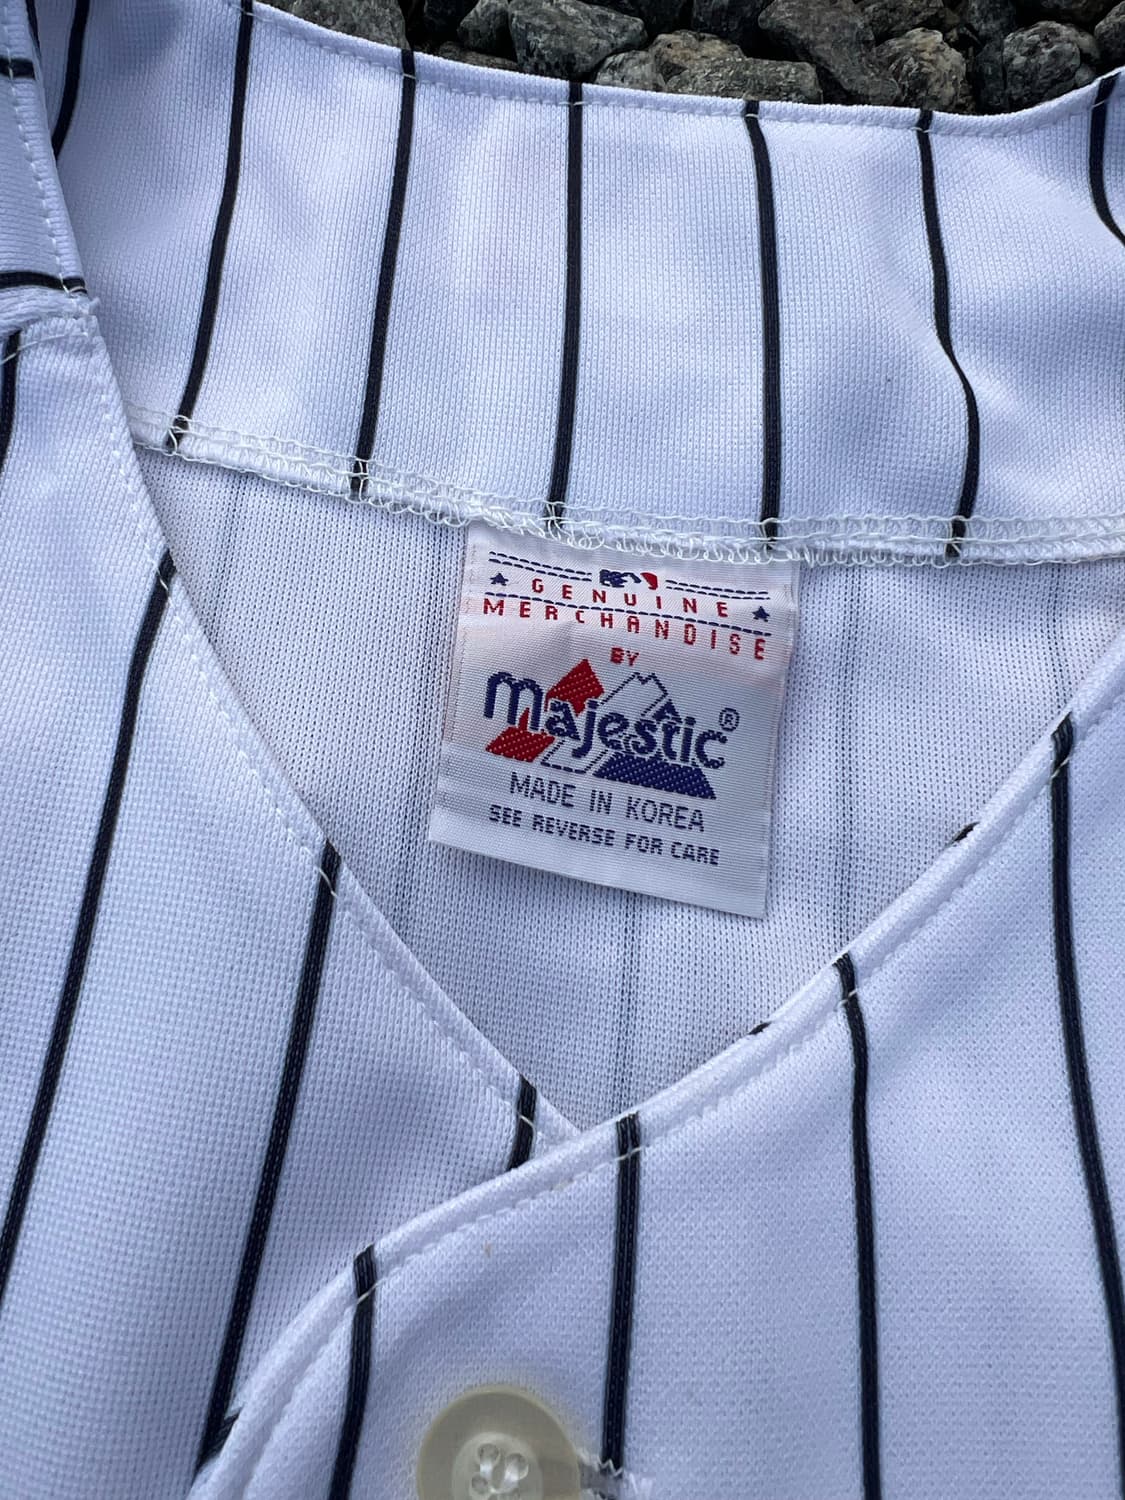 GENUINE
MERCHANDISE
BY
majestic®
MADE IN KOREA
SEE REVERSE FOR CARE